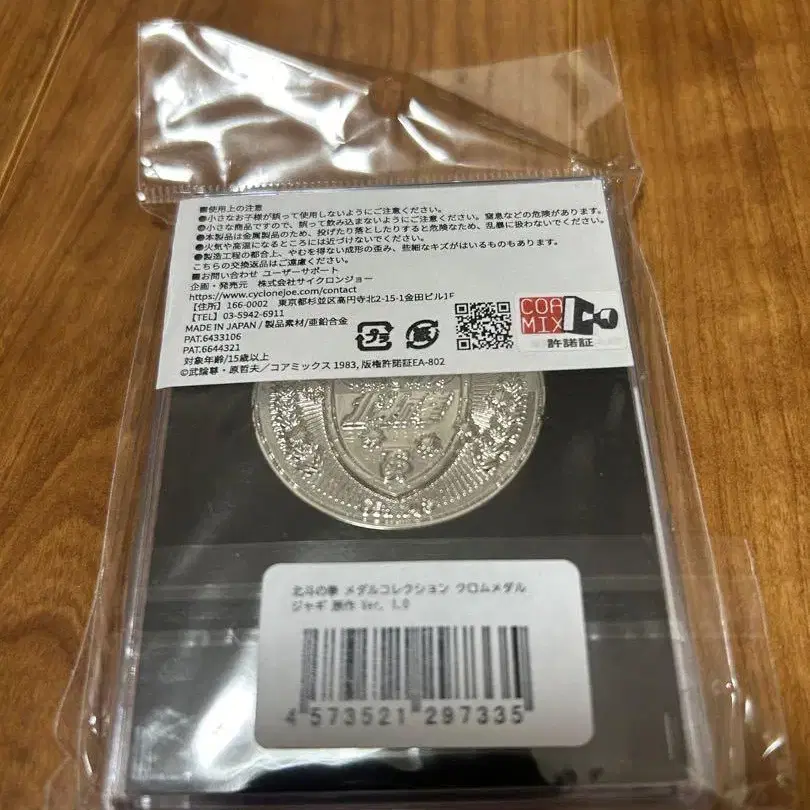 ■使用上の注意
●小さなお子様が誤って使用しないようにご注意ください。
●小さな商品ですので、誤って飲み込まないようにご注意ください。窒息などの危険があります。
●本製品は金属製品のため、投げたり落としたりすると危険なため、乱暴に扱わないでください。
●火気や高温になるところには近づけないでください。
●製造工程の都合上、やむを得ない成形の歪み、些細なキズがはいるものもあります。
こちらの交換返品はご遠慮ください。
■お問い合わせ ユーザーサポート
企画・発売元 株式会社サイクロンジョー
https://www.cyclonejoe.com/contact
【住所】166-0002 東京都杉並区高円寺北2-15-1金田ビル1F
【TEL】03-5942-6911
MADE IN JAPAN / 製品素材/亜鉛合金
PAT.6433106
PAT.6644321
対象年齢/15歳以上
©武論尊・原哲夫／コアミックス 1983, 版権許諾証EA-802
プラ
COA
MIX
許諾証
北斗の拳 メダルコレクション クロムメダル
ジャギ 原作 Ver. 1.0
4 573521 297335